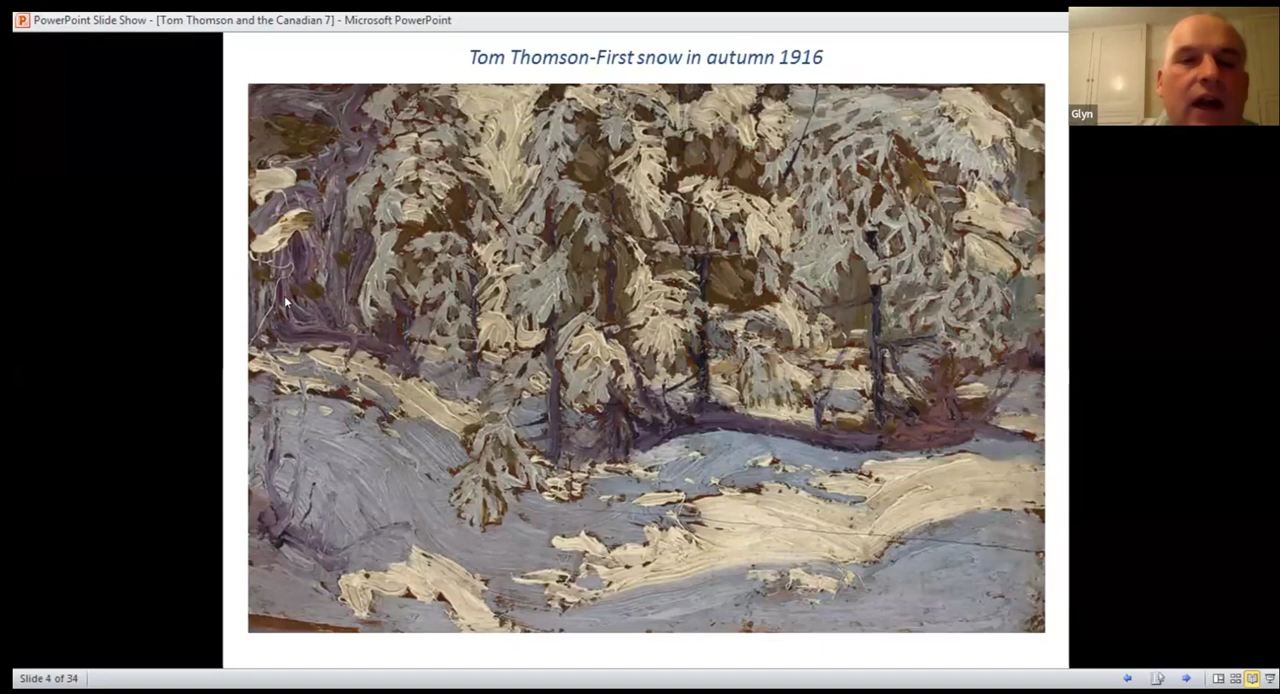 PowerPoint Slide Show - [Tom Thomson and the Canadian 7] - Microsoft PowerPoint
Tom Thomson-First snow in autumn 1916
Glyn
Slide 4 of 34